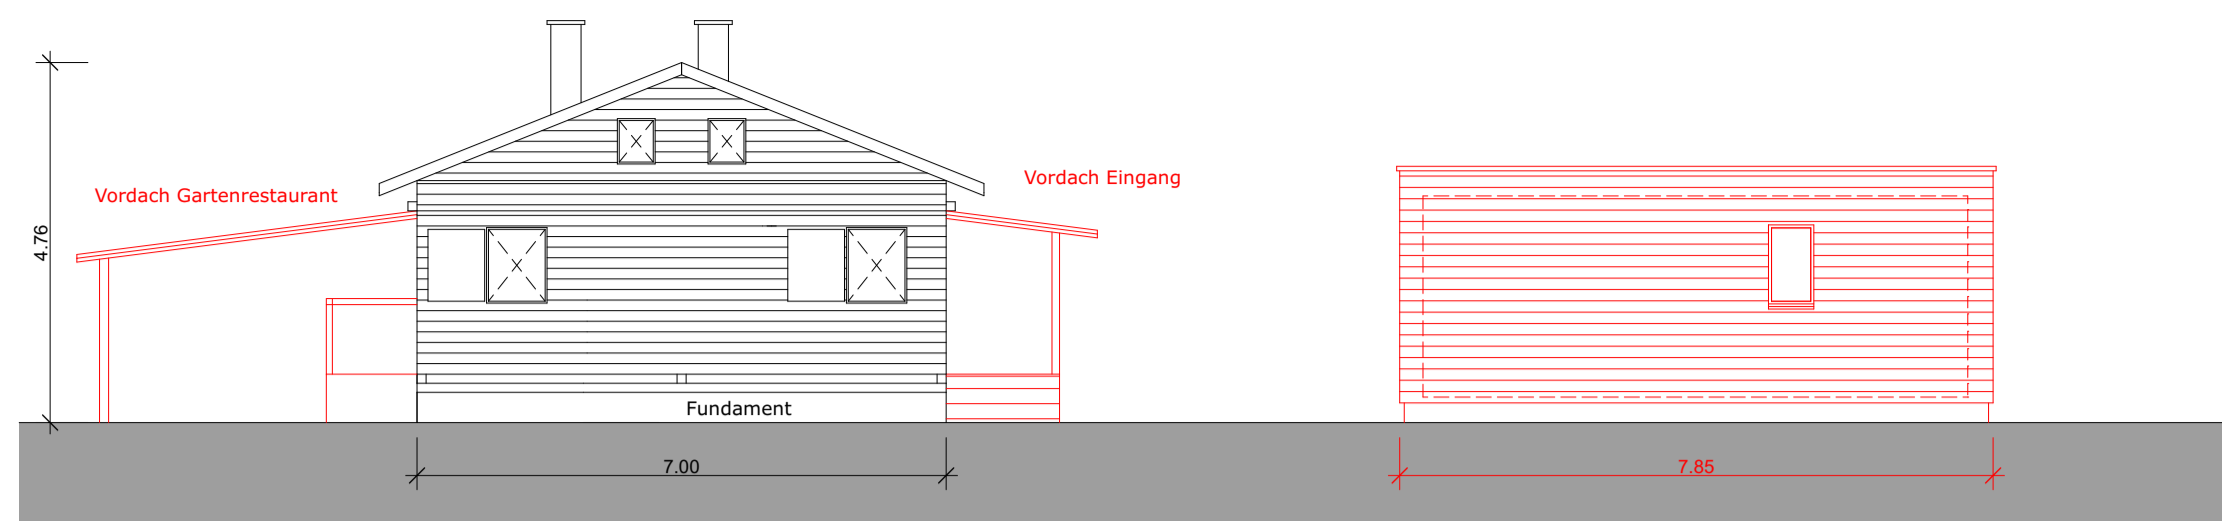 Vordach Gartenrestaurant
Vordach Eingang
4.76
Fundament
7.00
7.85